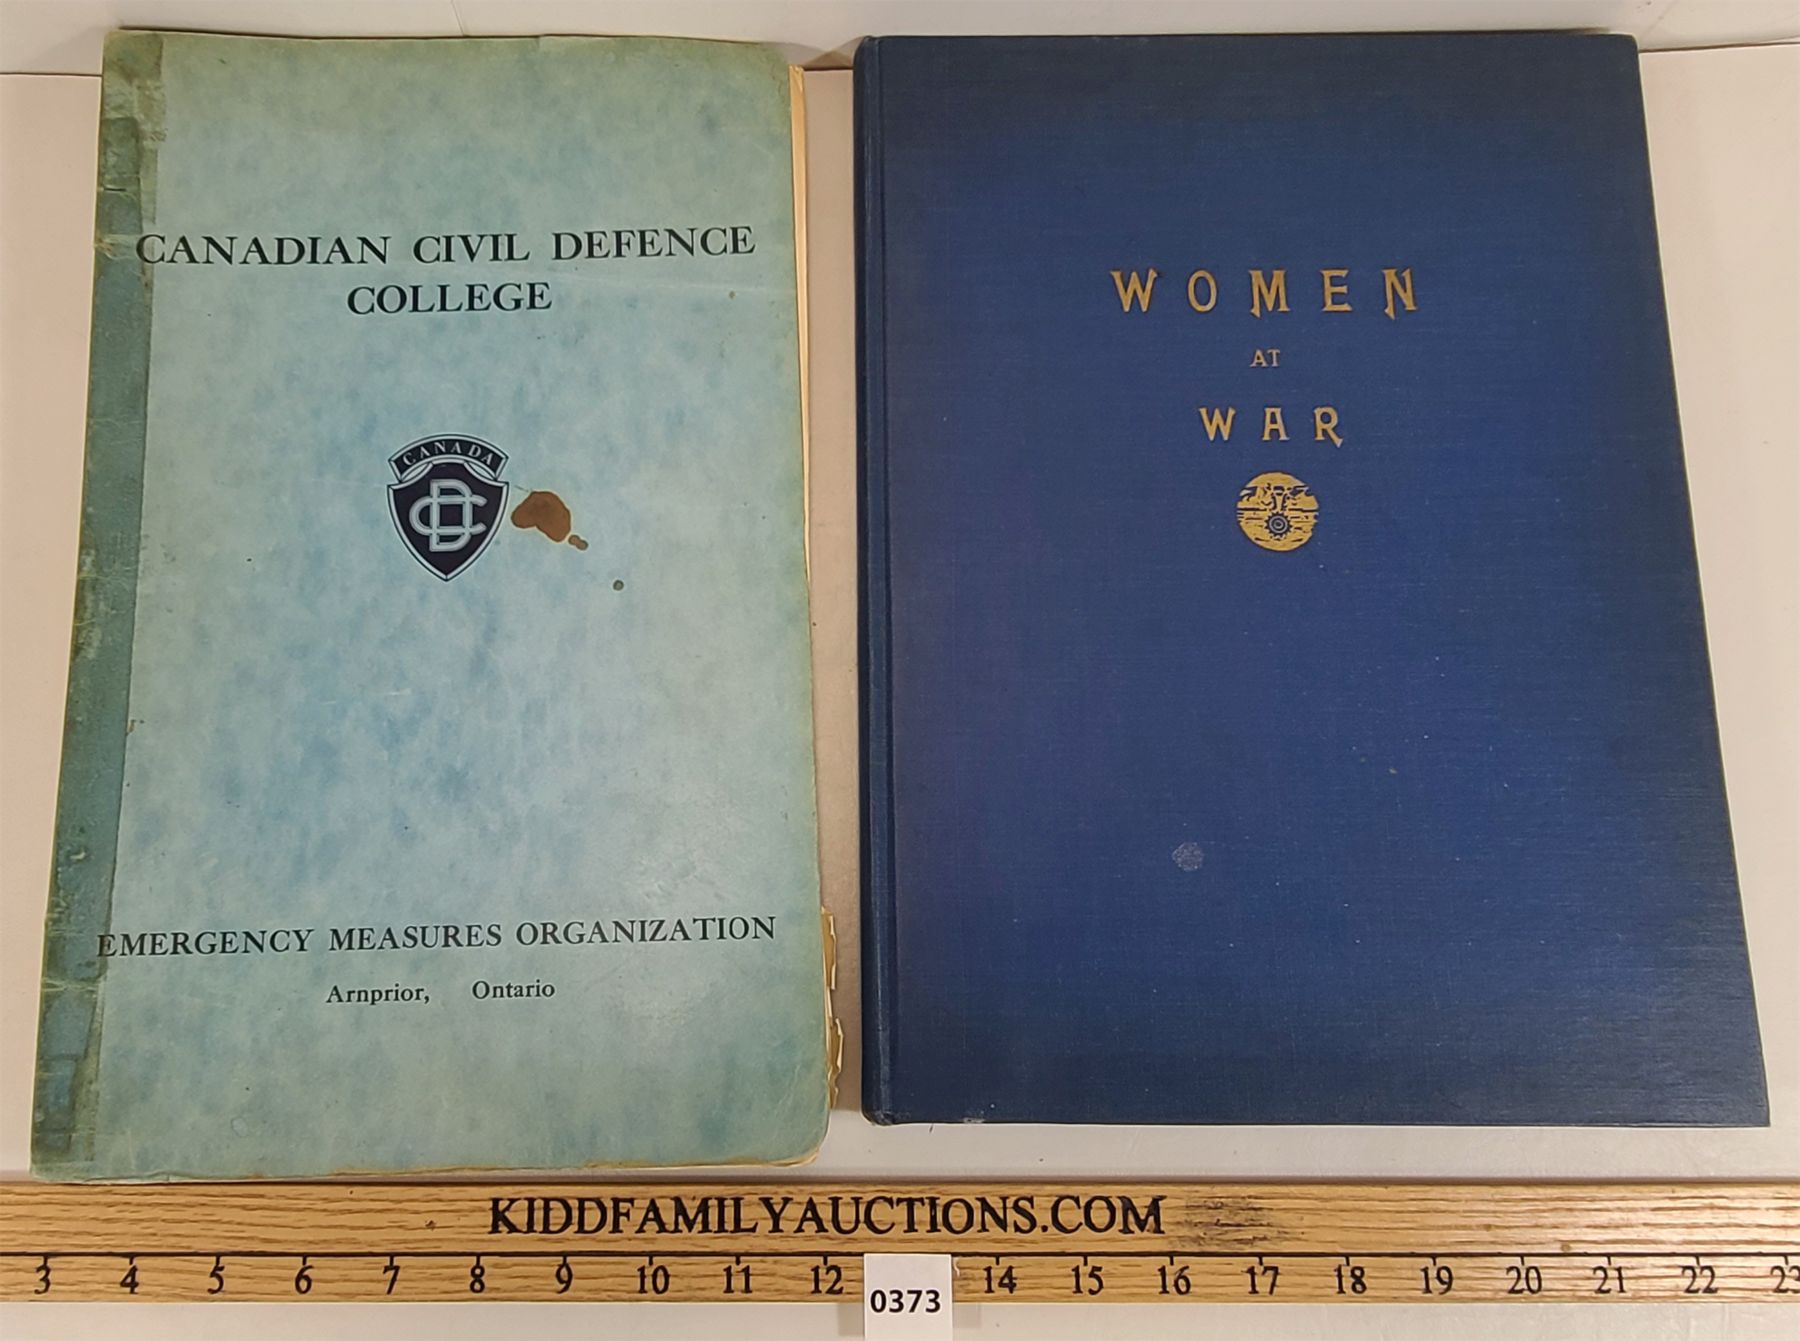 CANADIAN CIVIL DEFENCE
COLLEGE
CANADA
CD
EMERGENCY MEASURES ORGANIZATION
Arnprior, Ontario
WOMEN
AT
WAR
KIDDFAMILYAUCTIONS.COM
3 4 5 6 7 8 9 10 11 12 14 15 16 17 18 19 20 21 22 23
0373